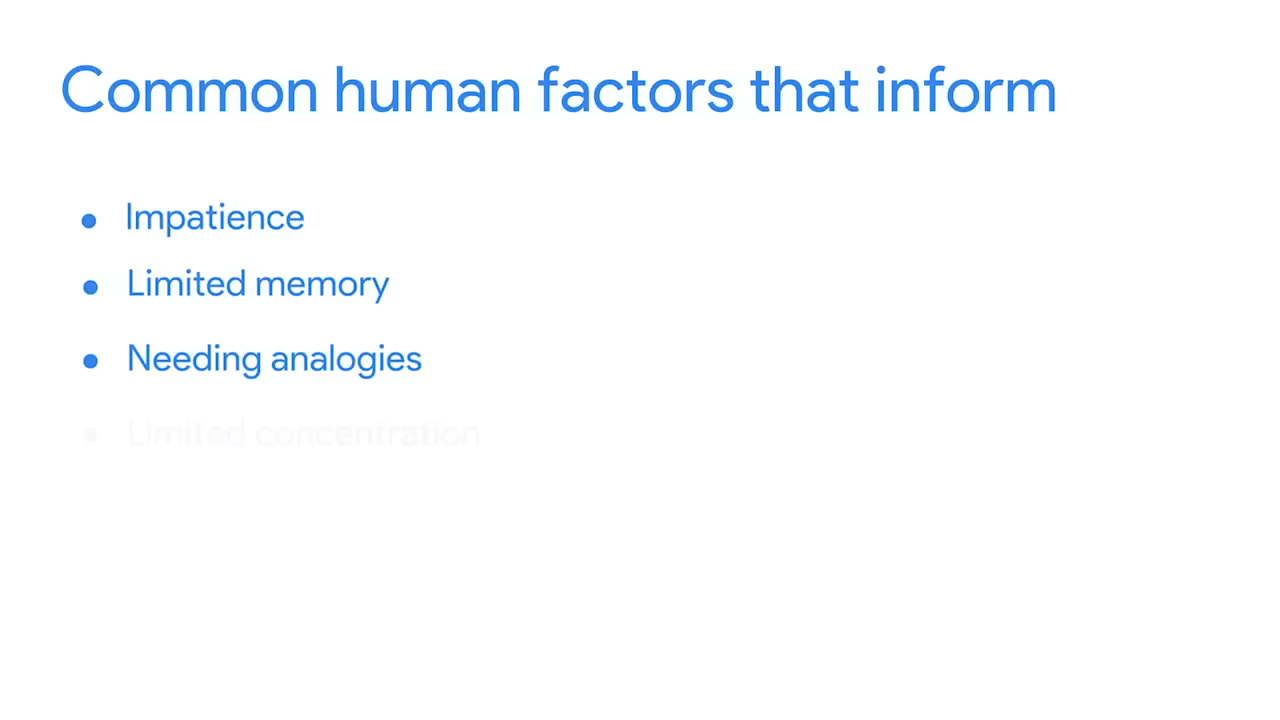 Common human factors that inform
• Impatience
• Limited memory
• Needing analogies
• Limited concentration